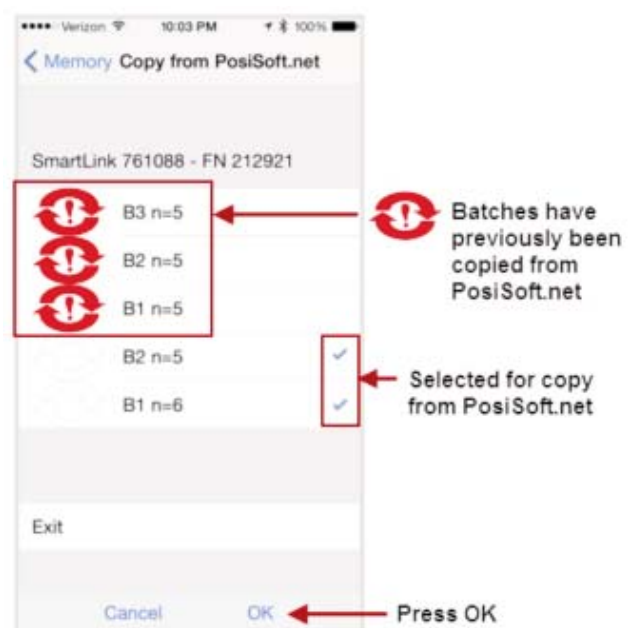 Verizon 10:03 PM 100%
Memory Copy from PosiSoft.net
SmartLink 761088 - FN 212921
B3 n=5
B2 n=5
B1 n=5
B2 n=5
B1 n=6
Exit
Cancel OK
Batches have
previously been
copied from
PosiSoft.net
Selected for copy
from PosiSoft.net
Press OK